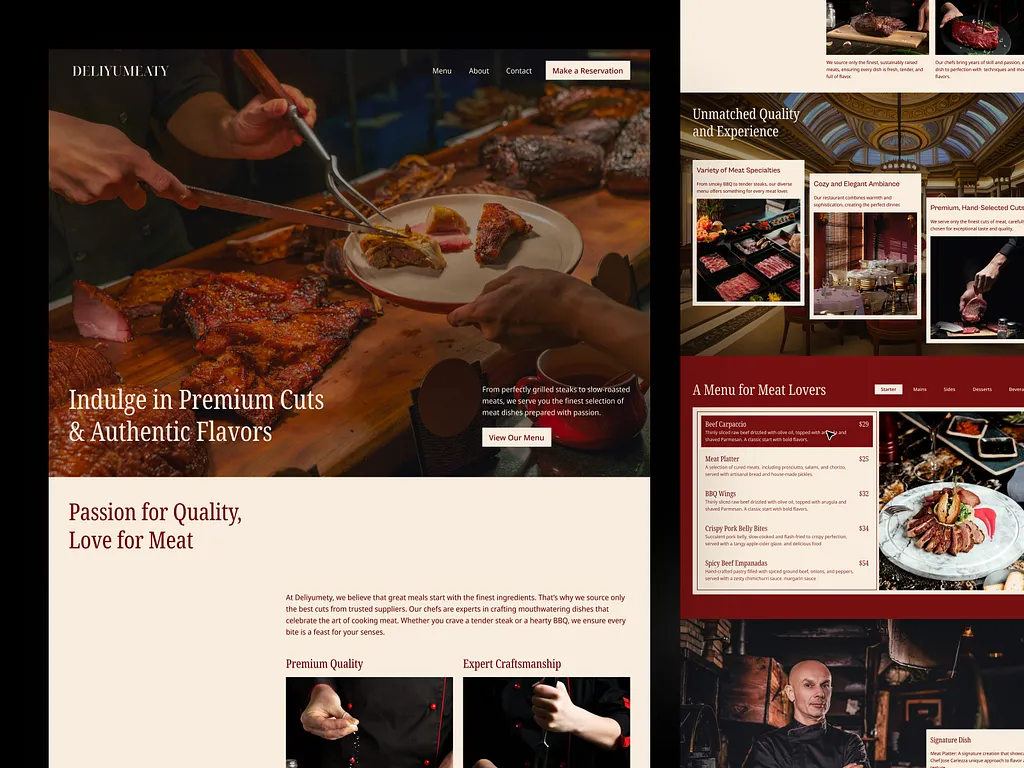 DELIYUMEATY
Menu
About
Contact
Make a Reservation
Indulge in Premium Cuts
& Authentic Flavors
From perfectly grilled steaks to slow-roasted
meats, we serve you the finest selection of
meat dishes prepared with passion.
View Our Menu
Passion for Quality,
Love for Meat
At Deliyumety, we believe that great meals start with the finest ingredients. That's why we source only
the best cuts from trusted suppliers. Our chefs are experts in crafting mouthwatering dishes that
celebrate the art of cooking meat. Whether you crave a tender steak or a hearty BBQ, we ensure every
bite is a feast for your senses.
Premium Quality
Expert Craftsmanship
We source only the finest, sustainably raised
meats, ensuring every dish is fresh, tender, and
full of flavor.
Our chefs bring years of skill and passion,
dish to perfection with techniques and
flavors.
Unmatched Quality
and Experience
Variety of Meat Specialties
From smoky BBQ to tender steaks, our diverse
menu offers something for every meat lover.
Cozy and Elegant Ambiance
Our restaurant combines warmth and
sophistication, creating the perfect dinner.
Premium, Hand-Selected Cuts
We serve only the finest cuts of meat,
chosen for exceptional taste and quality.
A Menu for Meat Lovers
Starter
Mains
Sides
Desserts
Beef Carpaccio $29
Thinly sliced raw beef drizzled with olive oil, topped with and
shaved Parmesan. A classic start with bold flavors.
Meat Platter $25
A selection of cured meats, including prosciutto, salami, and chorizo,
served with artisanal bread and house-made pickles.
BBQ Wings $32
Thinly sliced raw beef drizzled with olive oil, topped with arugula and
shaved Parmesan. A classic start with bold flavors.
Crispy Pork Belly Bites $34
Succulent pork belly, slow-cooked and flash-fried to crispy perfection,
served with a tangy apple-cider glaze and delicious food
Spicy Beef Empanadas $54
Hand-crafted pastry filled with spiced ground beef, onions, and peppers,
served with a zesty chimichurri sauce margarin sauce
Signature Dish
Meat Platter: A signature creation that
Chef Jose Carlezza unique approach to flavor